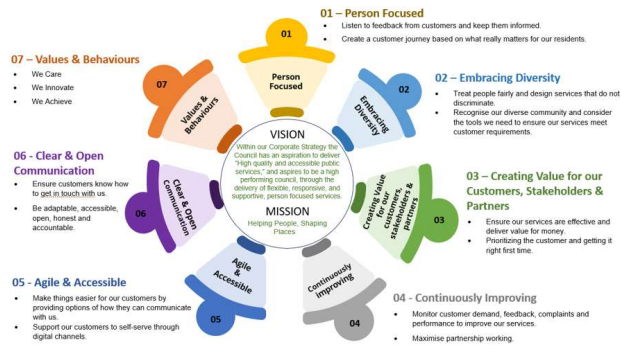 01 – Person Focused
• Listen to feedback from customers and keep them informed.
• Create a customer journey based on what really matters for our residents.
07 – Values & Behaviours
• We Care
• We Innovate
• We Achieve
02 – Embracing Diversity
• Treat people fairly and design services that do not
discriminate.
• Recognise our diverse community and consider
the tools we need to ensure our services meet
customer requirements.
06 - Clear & Open
Communication
• Ensure customers know how
to get in touch with us.
• Be adaptable, accessible,
open, honest and
accountable.
03 – Creating Value for our
Customers, Stakeholders &
Partners
• Ensure our services are effective and
deliver value for money.
• Prioritizing the customer and getting it
right first time.
05 - Agile & Accessible
• Make things easier for our customers by
providing options of how they can communicate
with us.
• Support our customers to self-serve through
digital channels.
04 - Continuously Improving
• Monitor customer demand, feedback, complaints and
performance to improve our services.
• Maximise partnership working.
01
Person
Focused
02
Embracing
Diversity
03
Creating Value
for our
customers,
stakeholders &
partners
04
Continuously
Improving
05
Agile
&
Accessible
06
Clear & Open
Communication
07
Values &
Behaviours
VISION
Within our Corporate Strategy the
Council has an aspiration to deliver
"High quality and accessible public
services," and aspires to be a high
performing council, through the
delivery of flexible, responsive, and
supportive, person focused services.
MISSION
Helping People, Shaping
Places